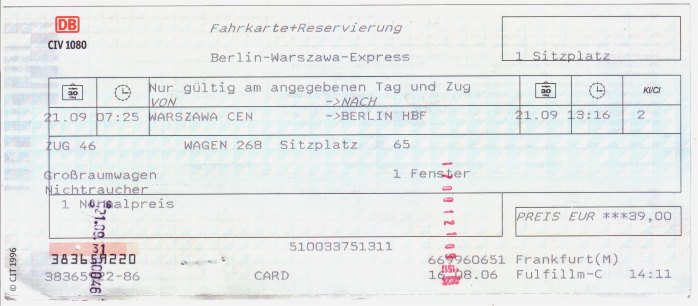 DB
Fahrkarte+Reservierung
CIV 1080
Berlin-Warszawa-Express
1 Sitzplatz
Nur gültig am angegebenen Tag und Zug
Kl/Cl
VON ->NACH
21.09 07:25 WARSZAWA CEN ->BERLIN HBF 21.09 13:16 2
ZUG 46 WAGEN 268 Sitzplatz 65
Großraumwagen 1 Fenster
Nichtraucher
1 Normalpreis
PREIS EUR ***39,00
31
510033751311
669960651 Frankfurt(M)
CARD 08.06 Fulfillm-C 14:11
© CIT 1996